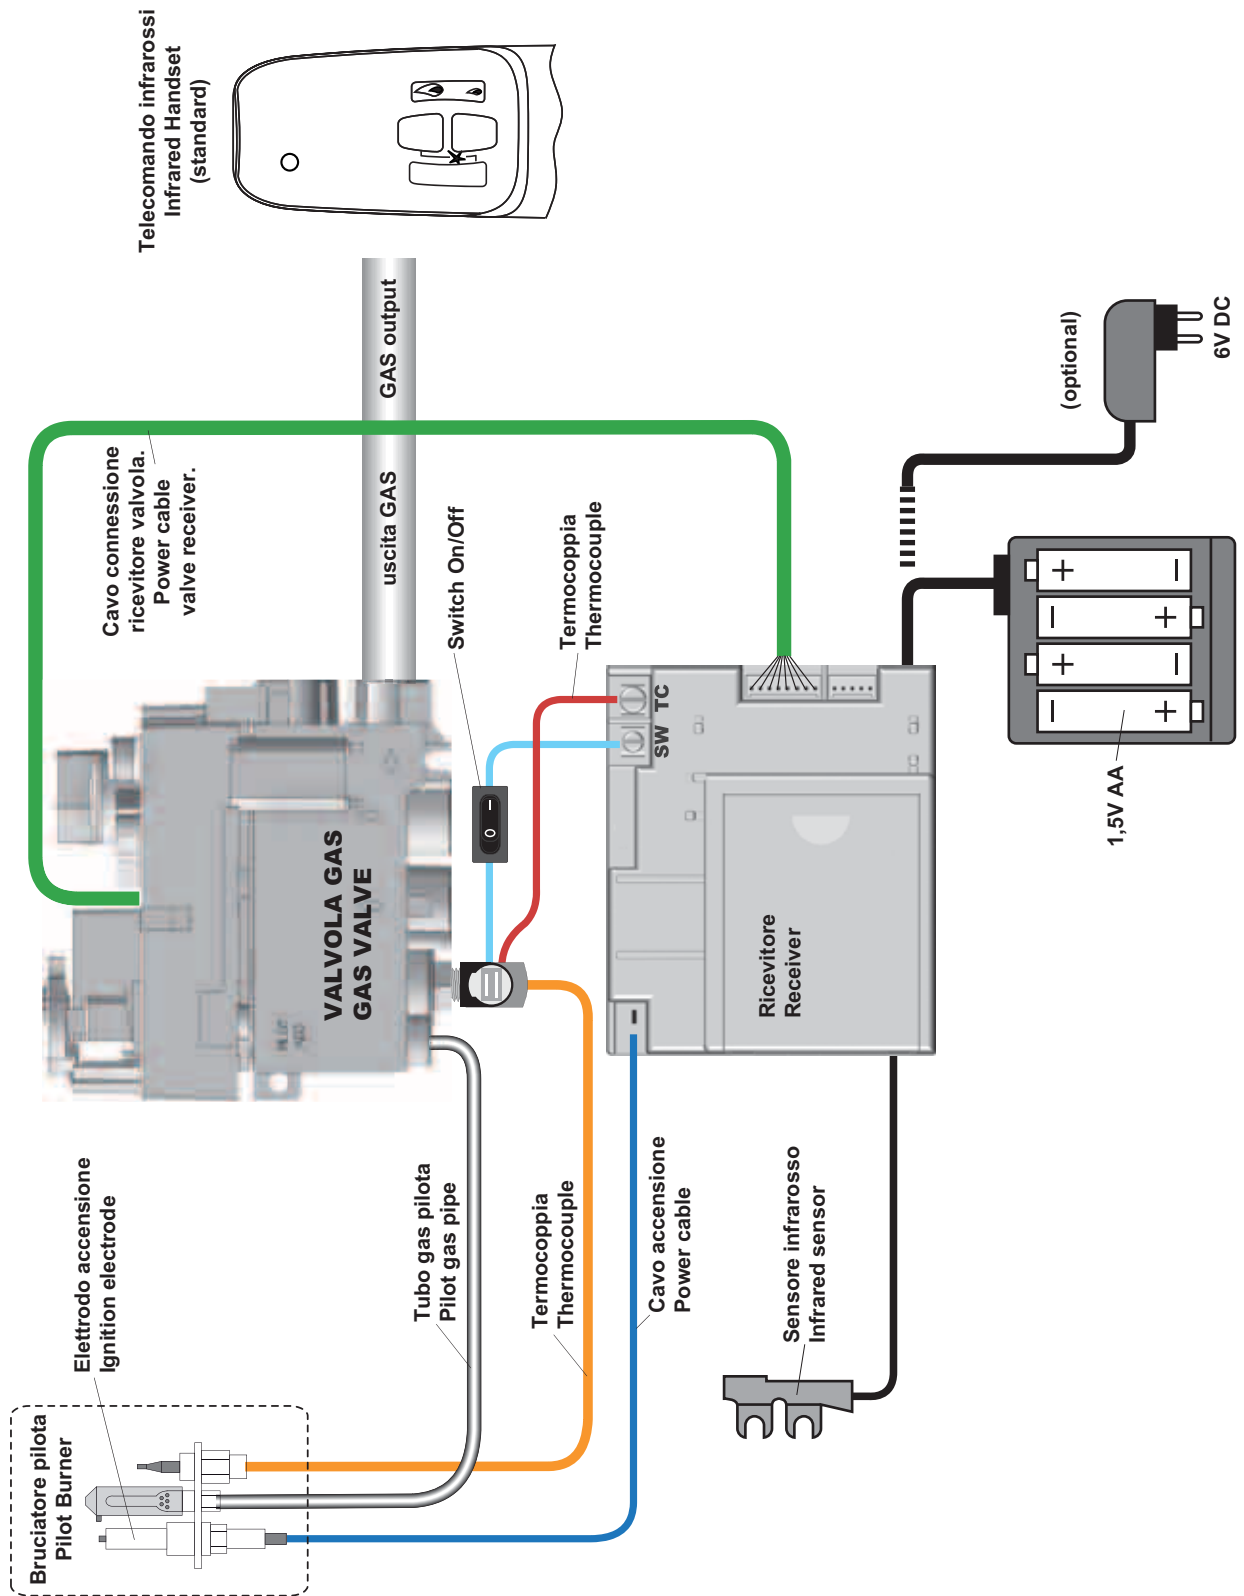 Telecomando infrarossi
Infrared Handset
(standard)
GAS output
uscita GAS
Cavo connessione
ricevitore valvola.
Power cable
valve receiver.
(optional)
6V DC
Switch On/Off
Termocoppia
Thermocouple
VALVOLA GAS
GAS VALVE
O I
SW TC
+ - + -
- + - +
1,5V AA
Ricevitore
Receiver
Elettrodo accensione
Ignition electrode
Tubo gas pilota
Pilot gas pipe
Termocoppia
Thermocouple
Cavo accensione
Power cable
Sensore infrarosso
Infrared sensor
Bruciatore pilota
Pilot Burner